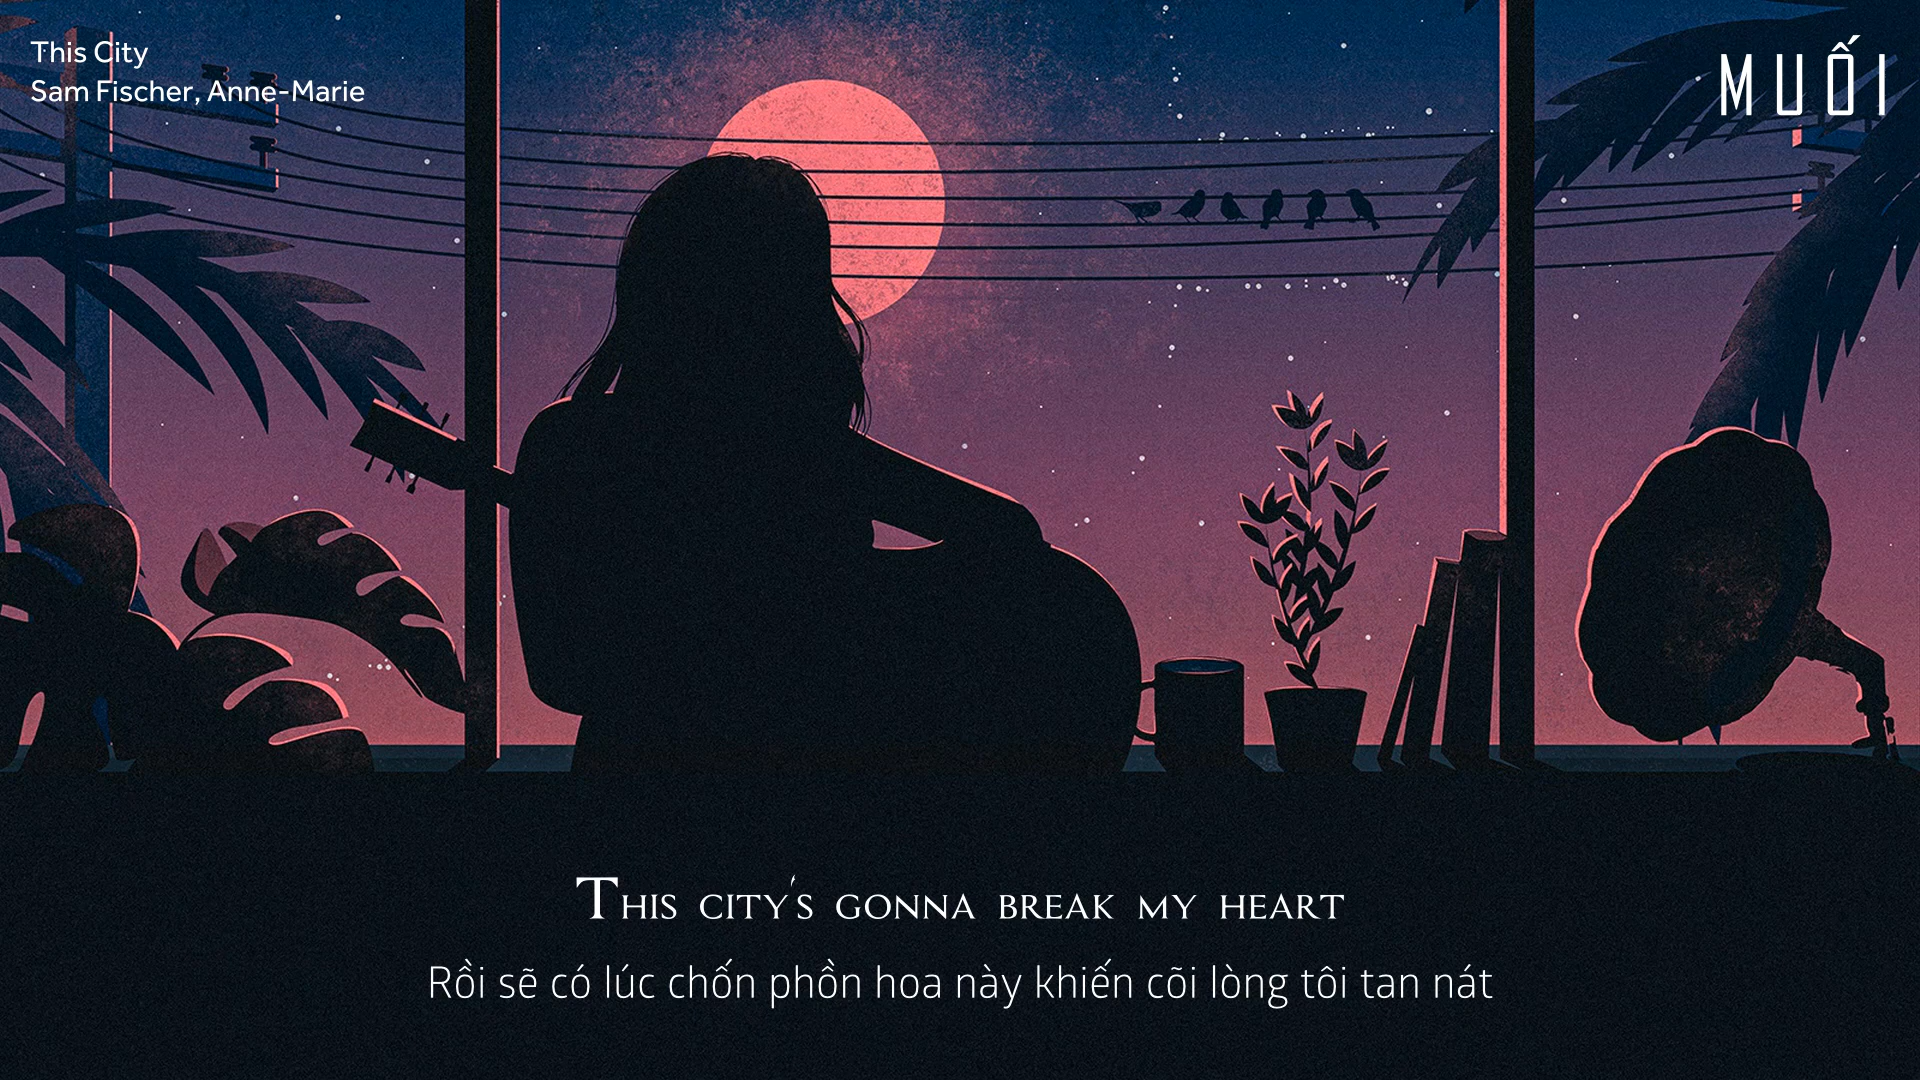 This City
Sam Fischer, Anne-Marie
MUỐI
This city's gonna break my heart
Rồi sẽ có lúc chốn phồn hoa này khiến cõi lòng tôi tan nát